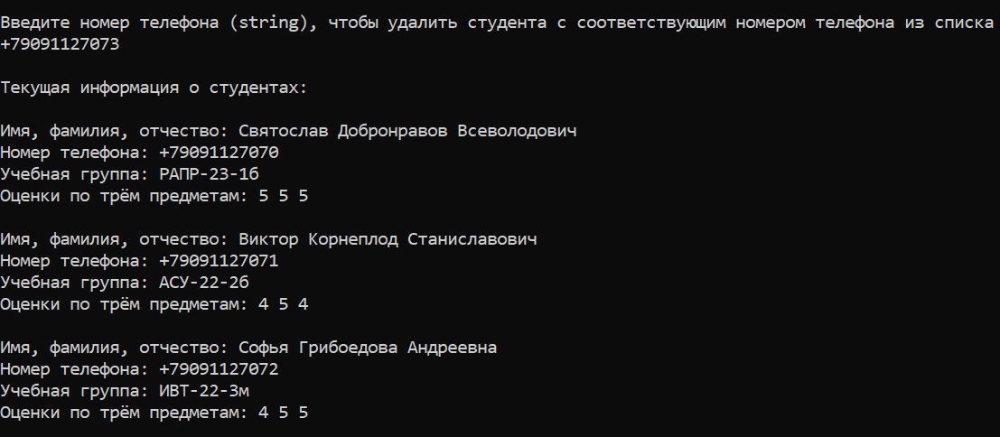 Введите номер телефона (string), чтобы удалить студента с соответствующим номером телефона из списка
+79091127073
Текущая информация о студентах:
Имя, фамилия, отчество: Святослав Добронравов Всеволодович
Номер телефона: +79091127070
Учебная группа: РАПР-23-1б
Оценки по трём предметам: 5 5 5
Имя, фамилия, отчество: Виктор Корнеплод Станиславович
Номер телефона: +79091127071
Учебная группа: АСУ-22-2б
Оценки по трём предметам: 4 5 4
Имя, фамилия, отчество: Софья Грибоедова Андреевна
Номер телефона: +79091127072
Учебная группа: ИВТ-22-3м
Оценки по трём предметам: 4 5 5